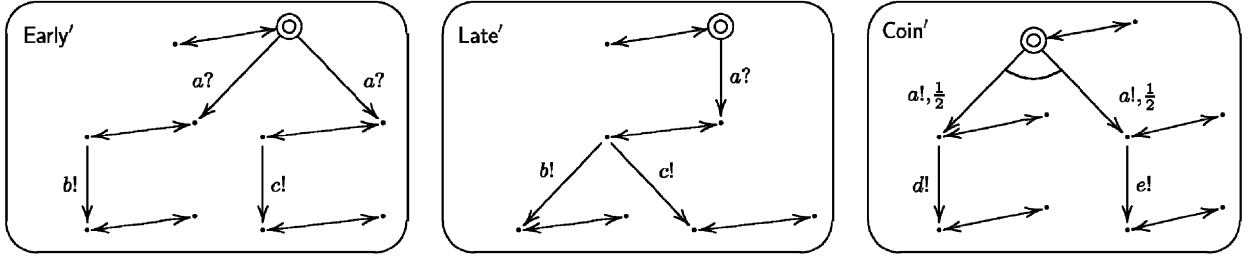 Early′
a?
a?
b!
c!
Late′
a?
b!
c!
Coin′
a!, 1/2
a!, 1/2
d!
e!